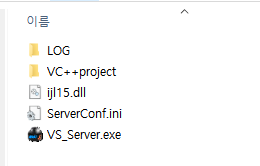 이름
LOG
VC++project
ijl15.dll
ServerConf.ini
VS_Server.exe